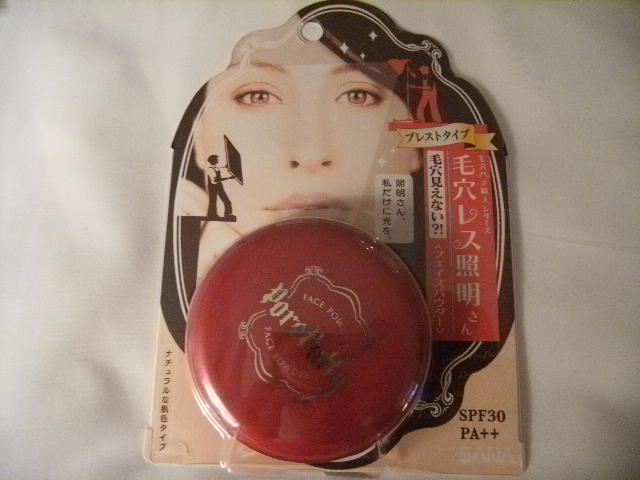 プレストタイプ
毛穴パテ職人シリーズ
毛穴レス照明さん
毛穴見えない?!
<フェイスパウダー>
照明さん、
私だけに光を。
FACE POW
FACE POWDER
ナチュラルな肌色タイプ
SPF30
PA++
SANA